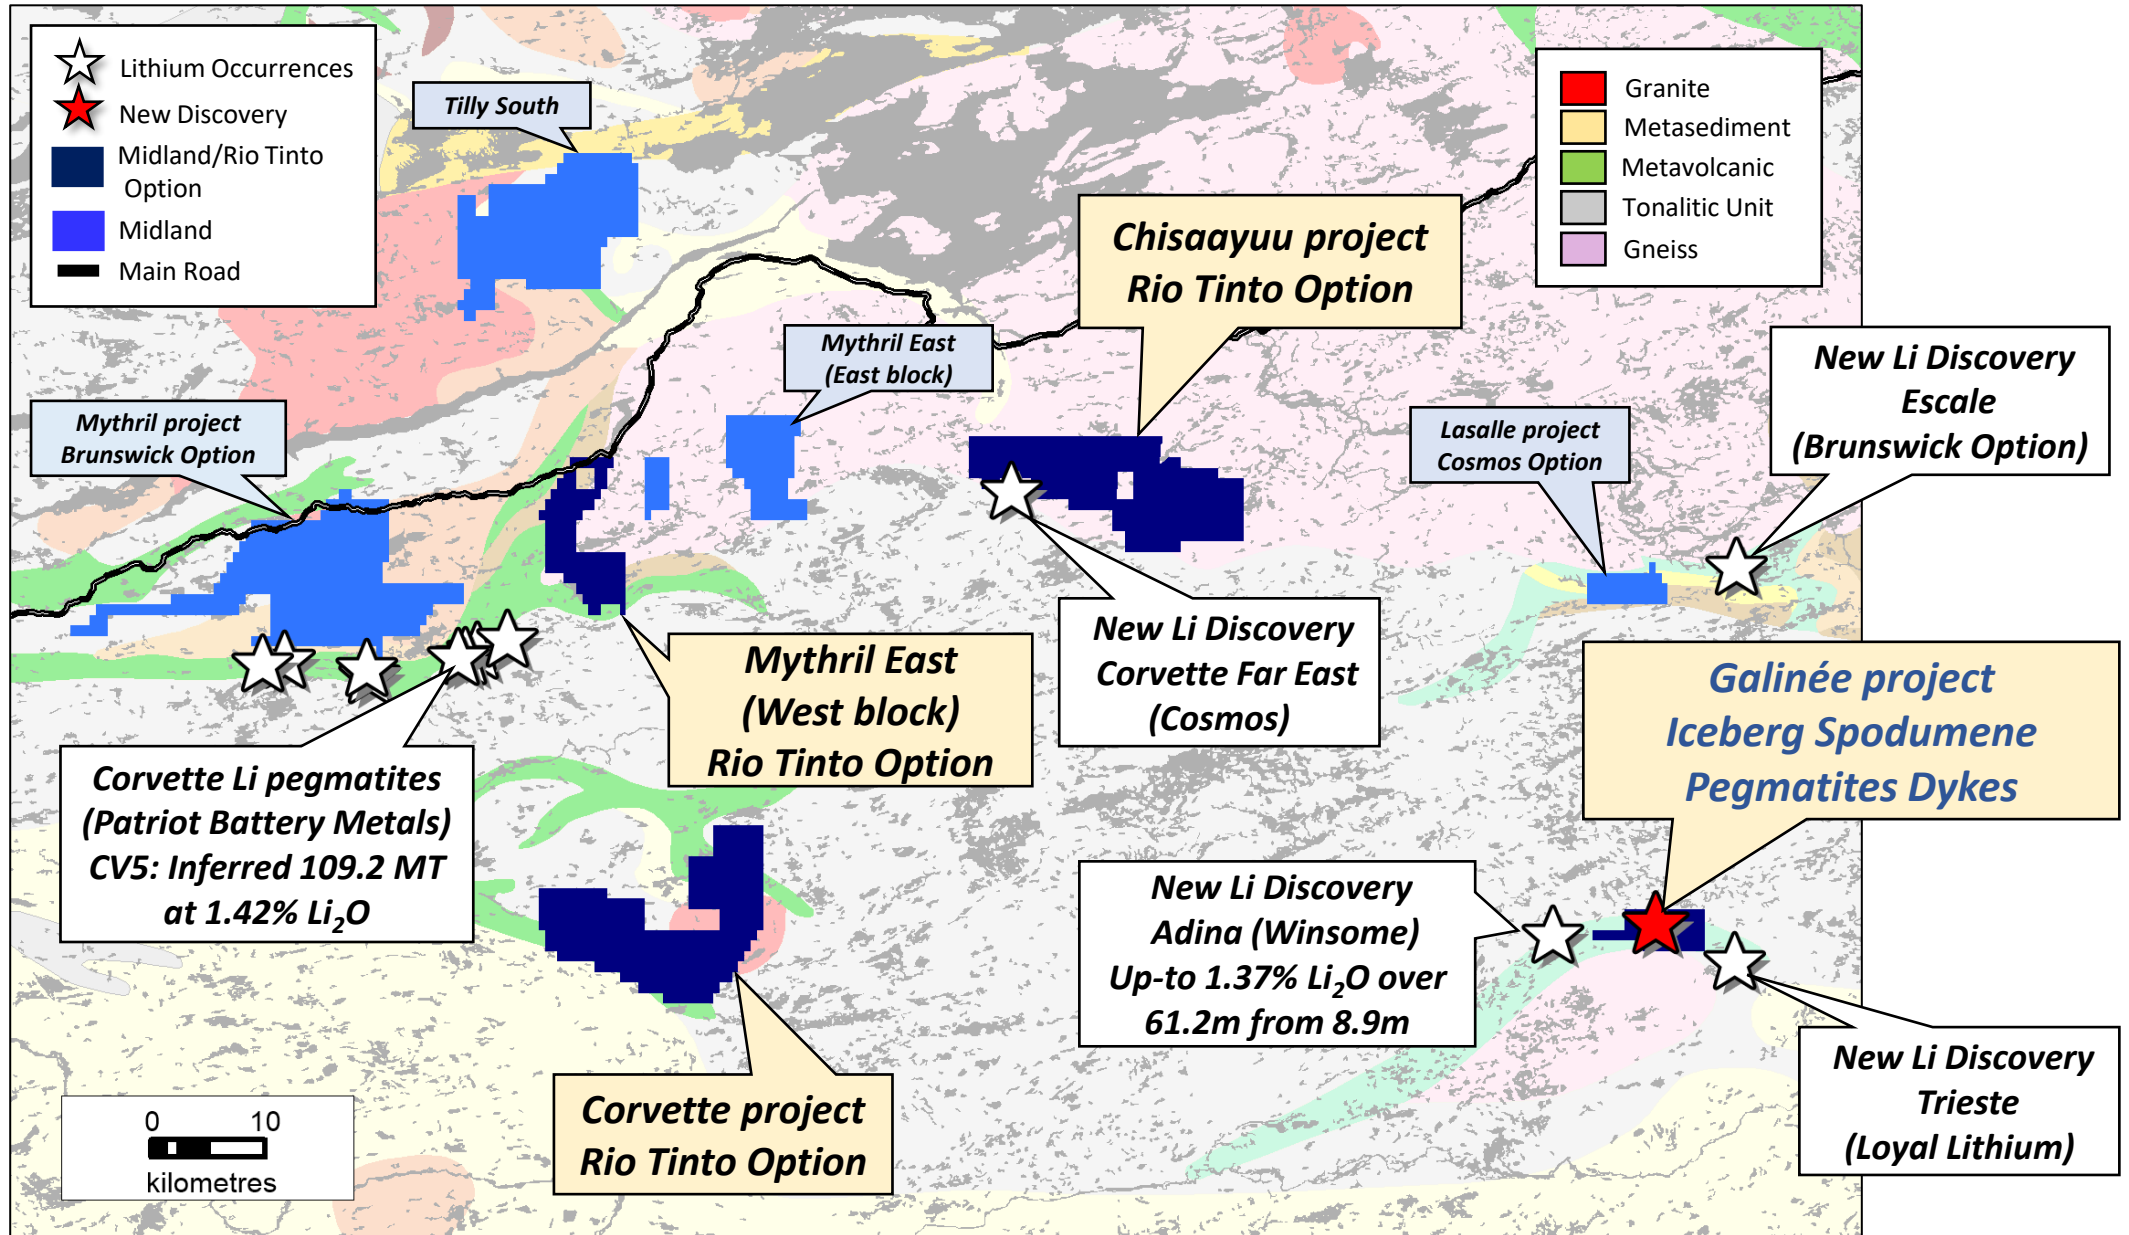 Lithium Occurrences
New Discovery
Midland/Rio Tinto
Option
Midland
Main Road
Tilly South
Granite
Metasediment
Metavolcanic
Tonalitic Unit
Gneiss
Chisaayuu project
Rio Tinto Option
Mythril East
(East block)
New Li Discovery
Escale
(Brunswick Option)
Mythril project
Brunswick Option
Lasalle project
Cosmos Option
New Li Discovery
Corvette Far East
(Cosmos)
Mythril East
(West block)
Rio Tinto Option
Galinée project
Iceberg Spodumene
Pegmatites Dykes
Corvette Li pegmatites
(Patriot Battery Metals)
CV5: Inferred 109.2 MT
at 1.42% Li₂O
New Li Discovery
Adina (Winsome)
Up-to 1.37% Li₂O over
61.2m from 8.9m
New Li Discovery
Trieste
(Loyal Lithium)
Corvette project
Rio Tinto Option
0 10
kilometres